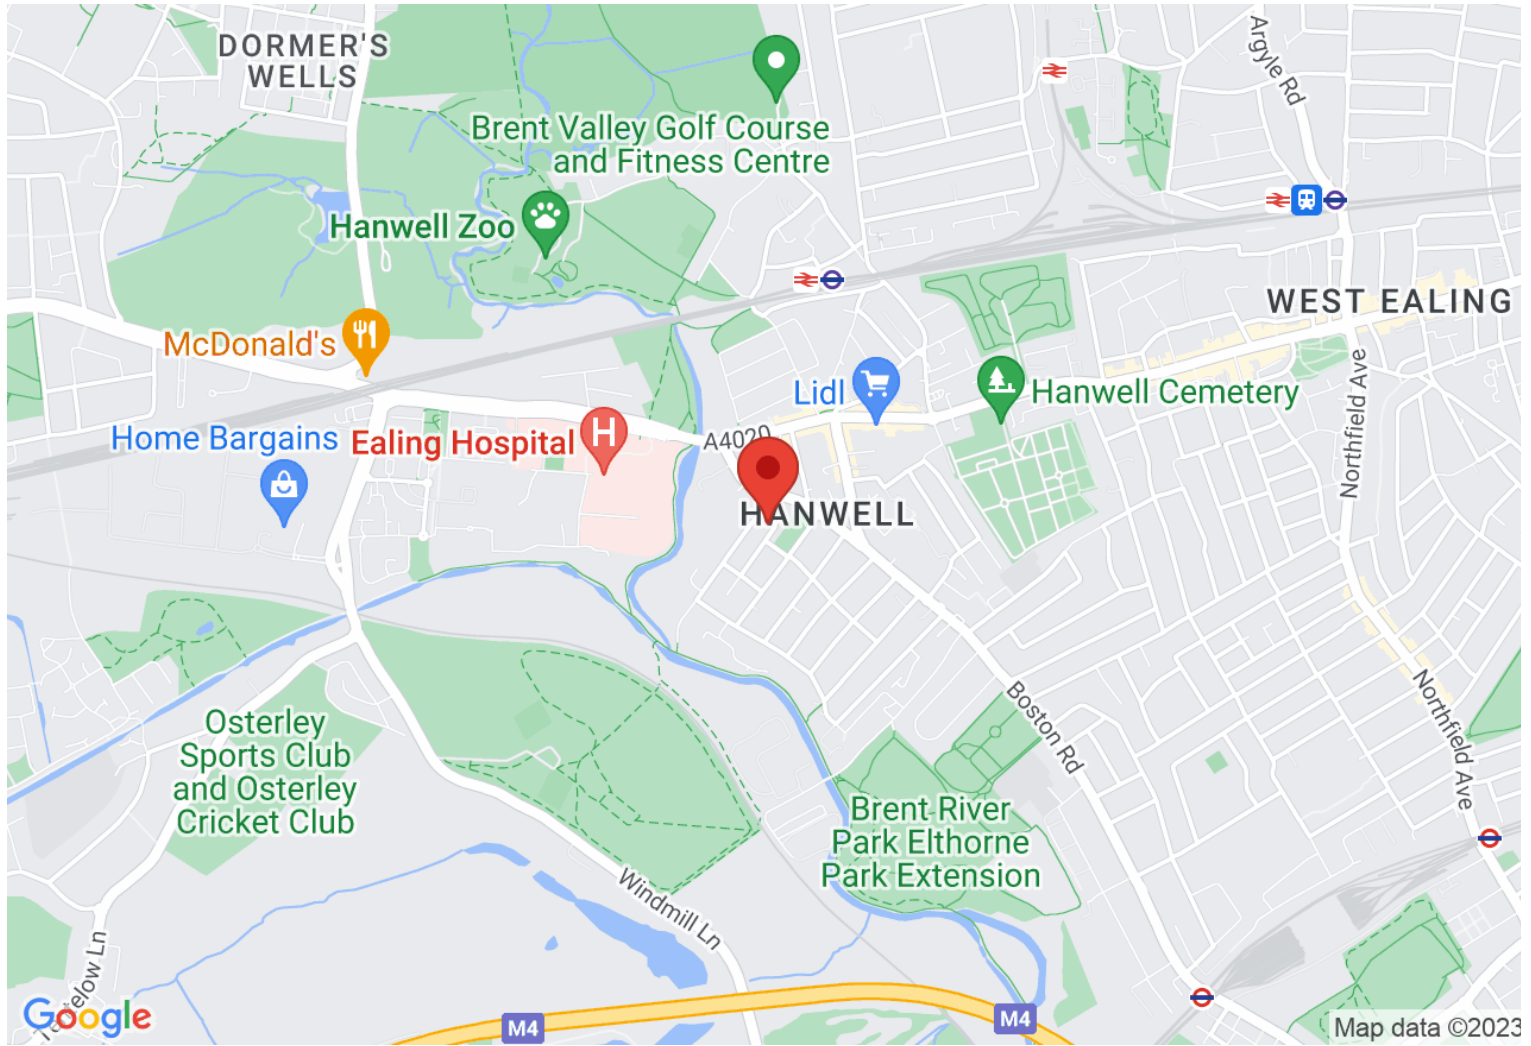 DORMER'S
WELLS
Argyle Rd
Brent Valley Golf Course
and Fitness Centre
Hanwell Zoo
WEST EALING
McDonald's
Lidl
Hanwell Cemetery
Northfield Ave
Home Bargains
Ealing Hospital
H
A4020
HANWELL
Boston Rd
Northfield Ave
Osterley
Sports Club
and Osterley
Cricket Club
Brent River
Park Elthorne
Park Extension
Windmill Ln
Ln
Google
M4
M4
Map data ©2023